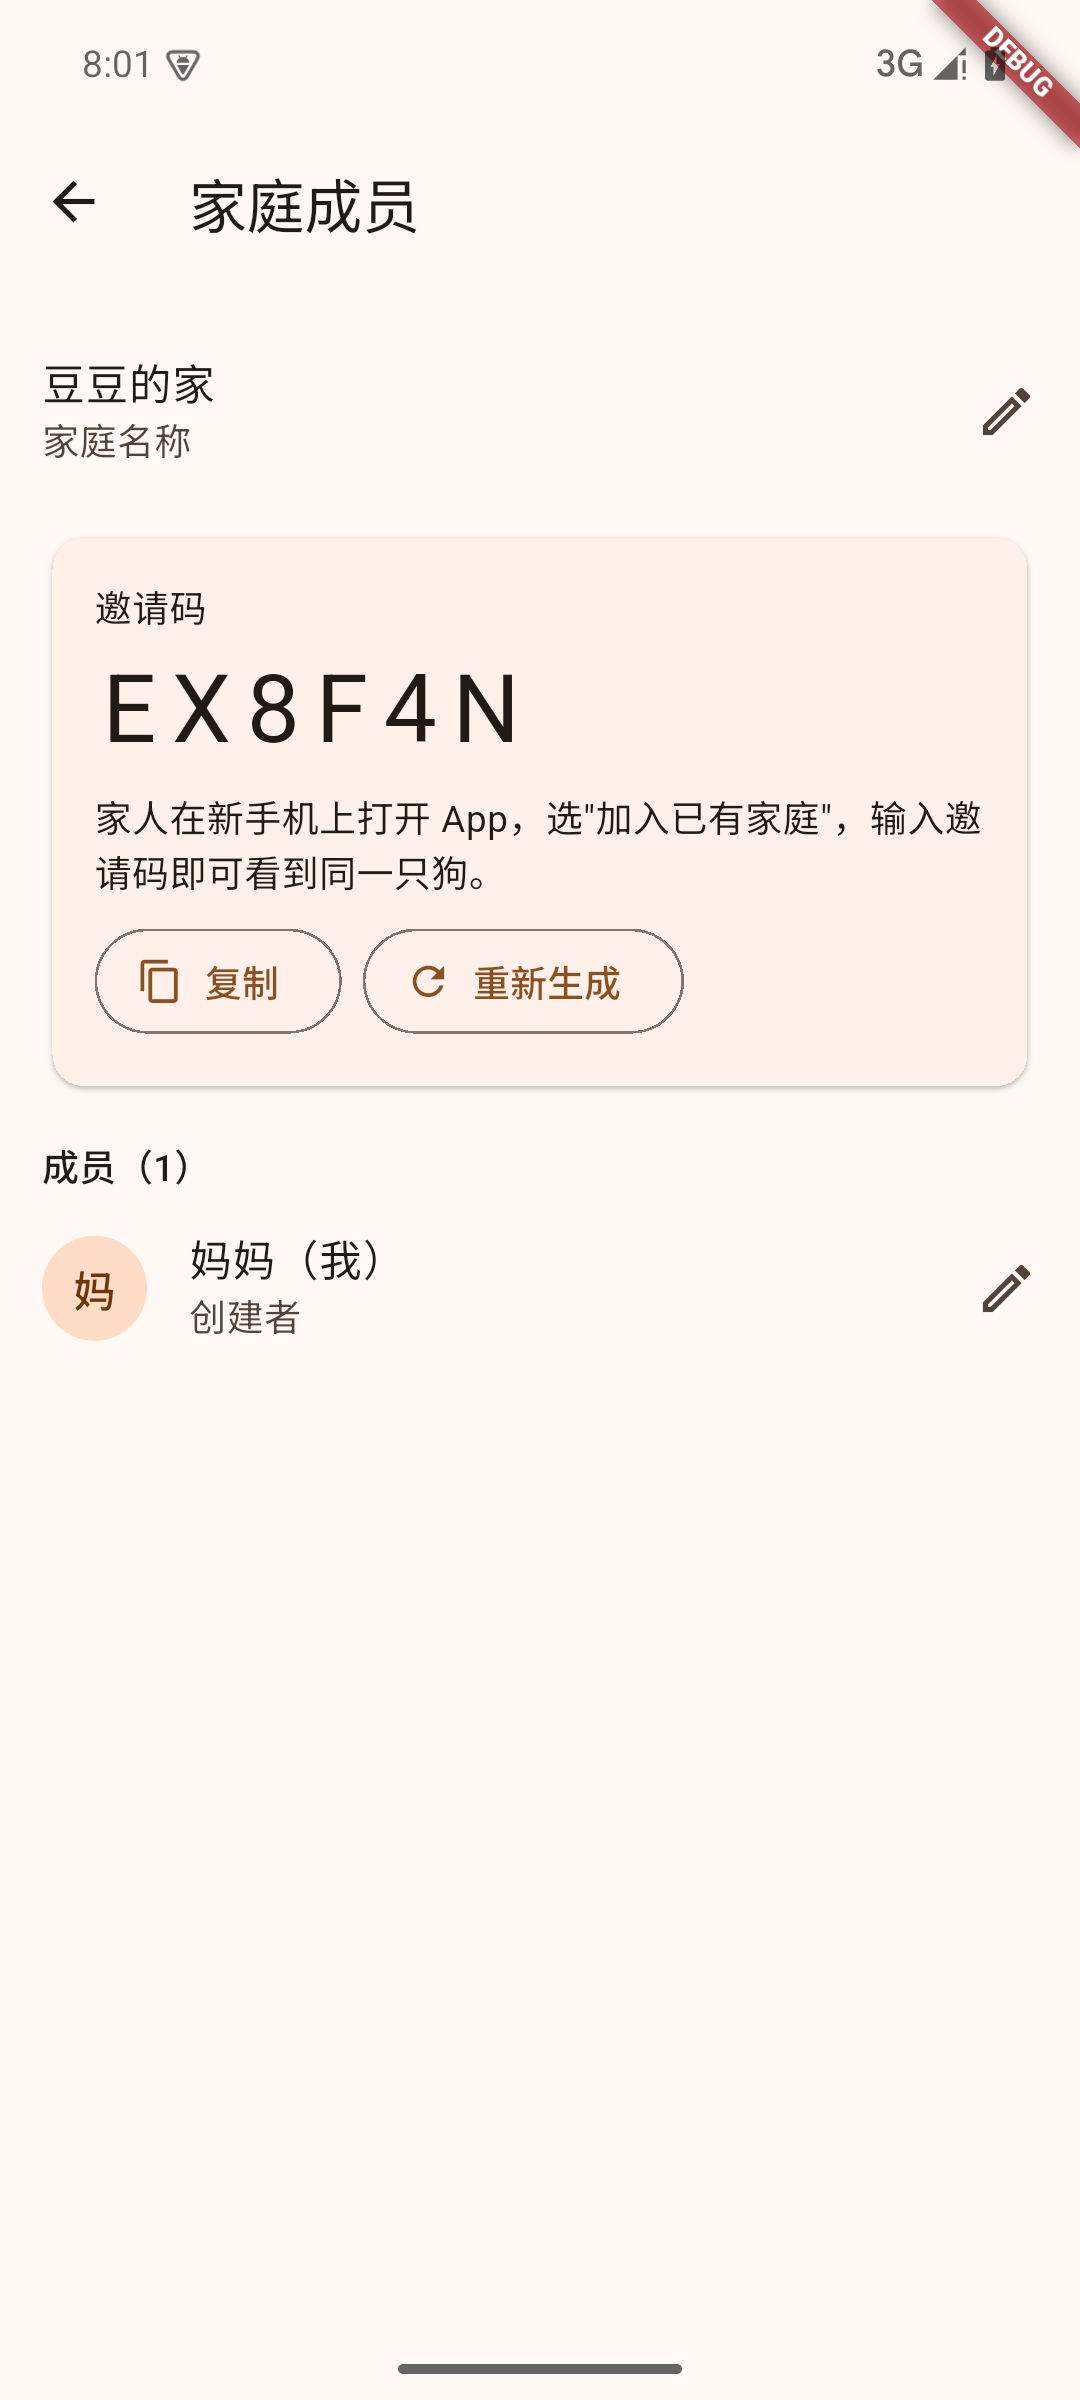 8:01
3G
DEBUG
家庭成员
豆豆的家
家庭名称
邀请码
EX8F4N
家人在新手机上打开 App，选"加入已有家庭"，输入邀
请码即可看到同一只狗。
复制
重新生成
成员（1）
妈
妈妈（我）
创建者